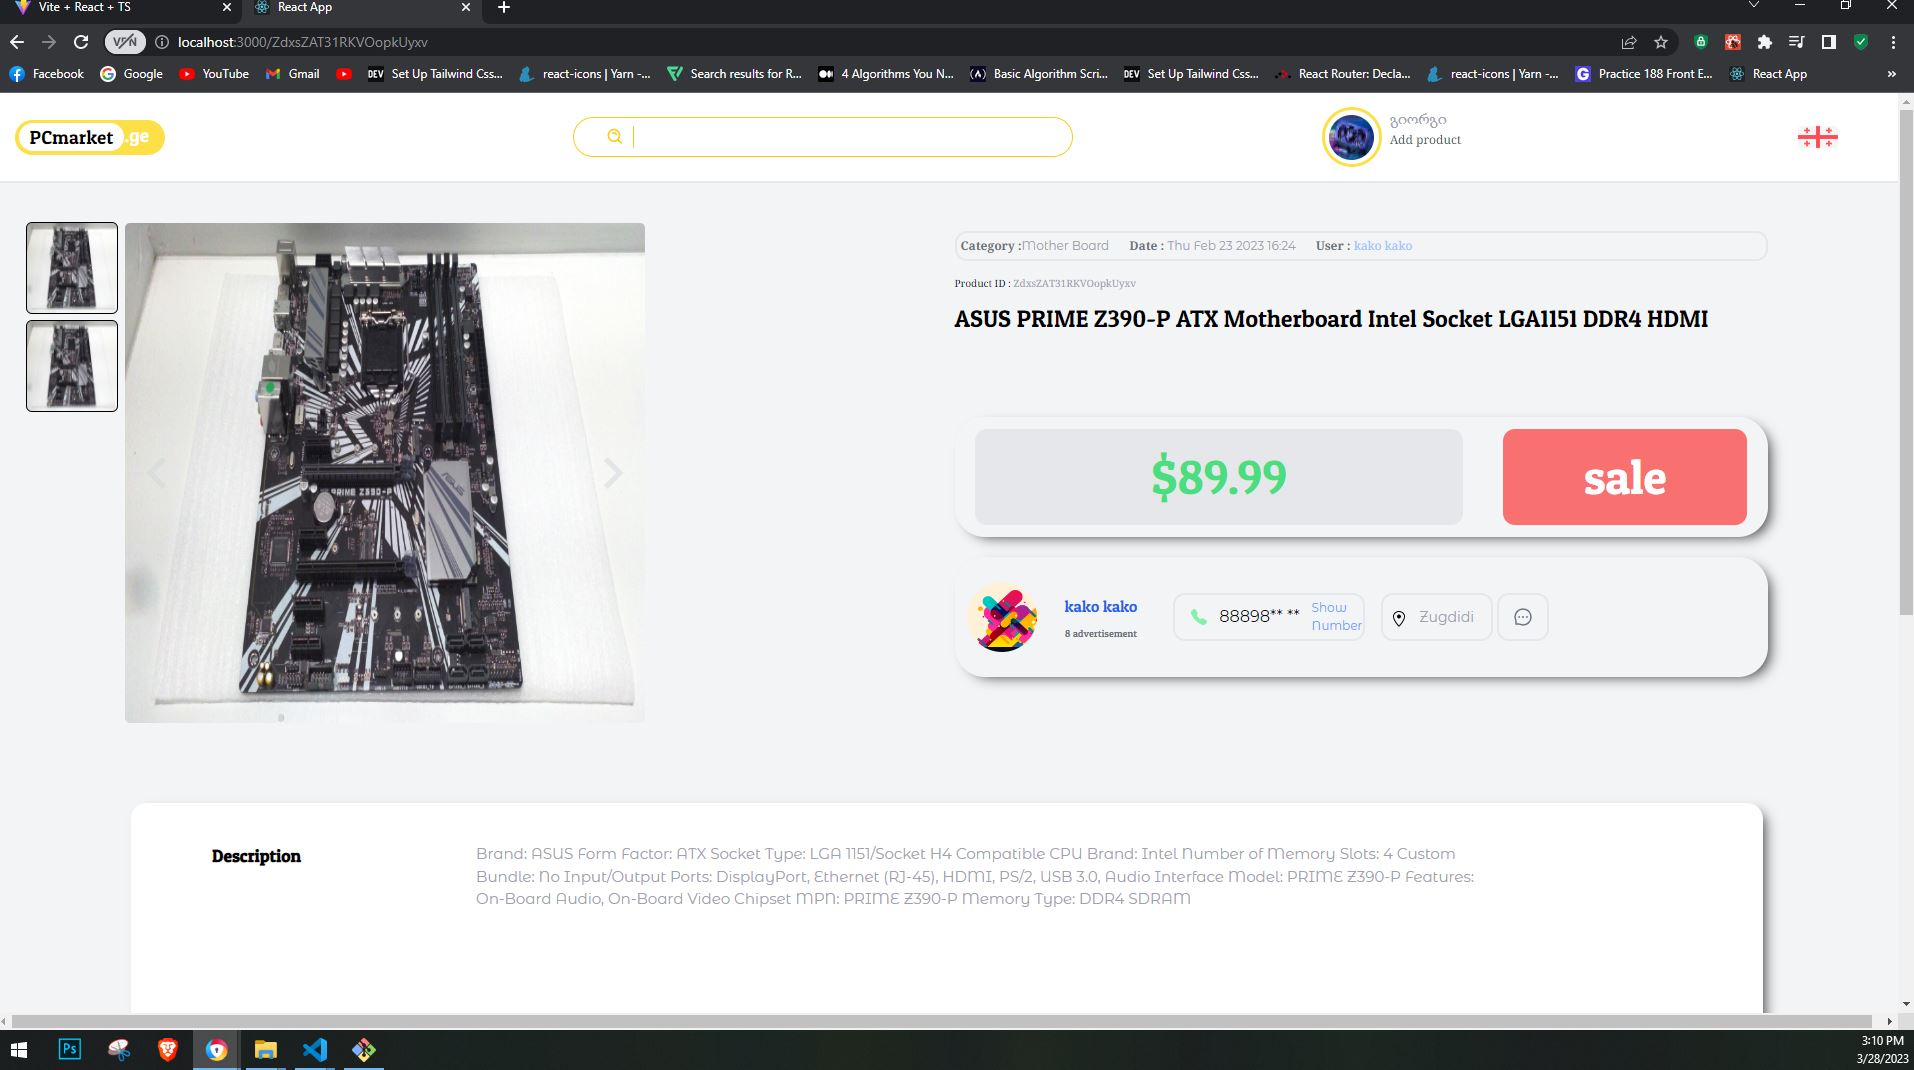 Vite + React + TS
React App
VPN
localhost:3000/ZdxsZAT31RKVOopkUyxv
Facebook
Google
YouTube
Gmail
DEV Set Up Tailwind Css...
react-icons | Yarn -...
Search results for R...
4 Algorithms You N...
(A) Basic Algorithm Scri...
DEV Set Up Tailwind Css...
React Router: Decla...
react-icons | Yarn -...
G Practice 188 Front E...
React App
PCmarket.ge
გიორგი
Add product
Category :Mother Board
Date : Thu Feb 23 2023 16:24
User : kako kako
Product ID : ZdxsZAT31RKVOopkUyxv
ASUS PRIME Z390-P ATX Motherboard Intel Socket LGA1151 DDR4 HDMI
ASUS
PRIME Z390-P
$89.99
sale
kako kako
8 advertisement
88898** **
Show
Number
Zugdidi
Description
Brand: ASUS Form Factor: ATX Socket Type: LGA 1151/Socket H4 Compatible CPU Brand: Intel Number of Memory Slots: 4 Custom
Bundle: No Input/Output Ports: DisplayPort, Ethernet (RJ-45), HDMI, PS/2, USB 3.0, Audio Interface Model: PRIME Z390-P Features:
On-Board Audio, On-Board Video Chipset MPN: PRIME Z390-P Memory Type: DDR4 SDRAM
Ps
3:10 PM
3/28/2023